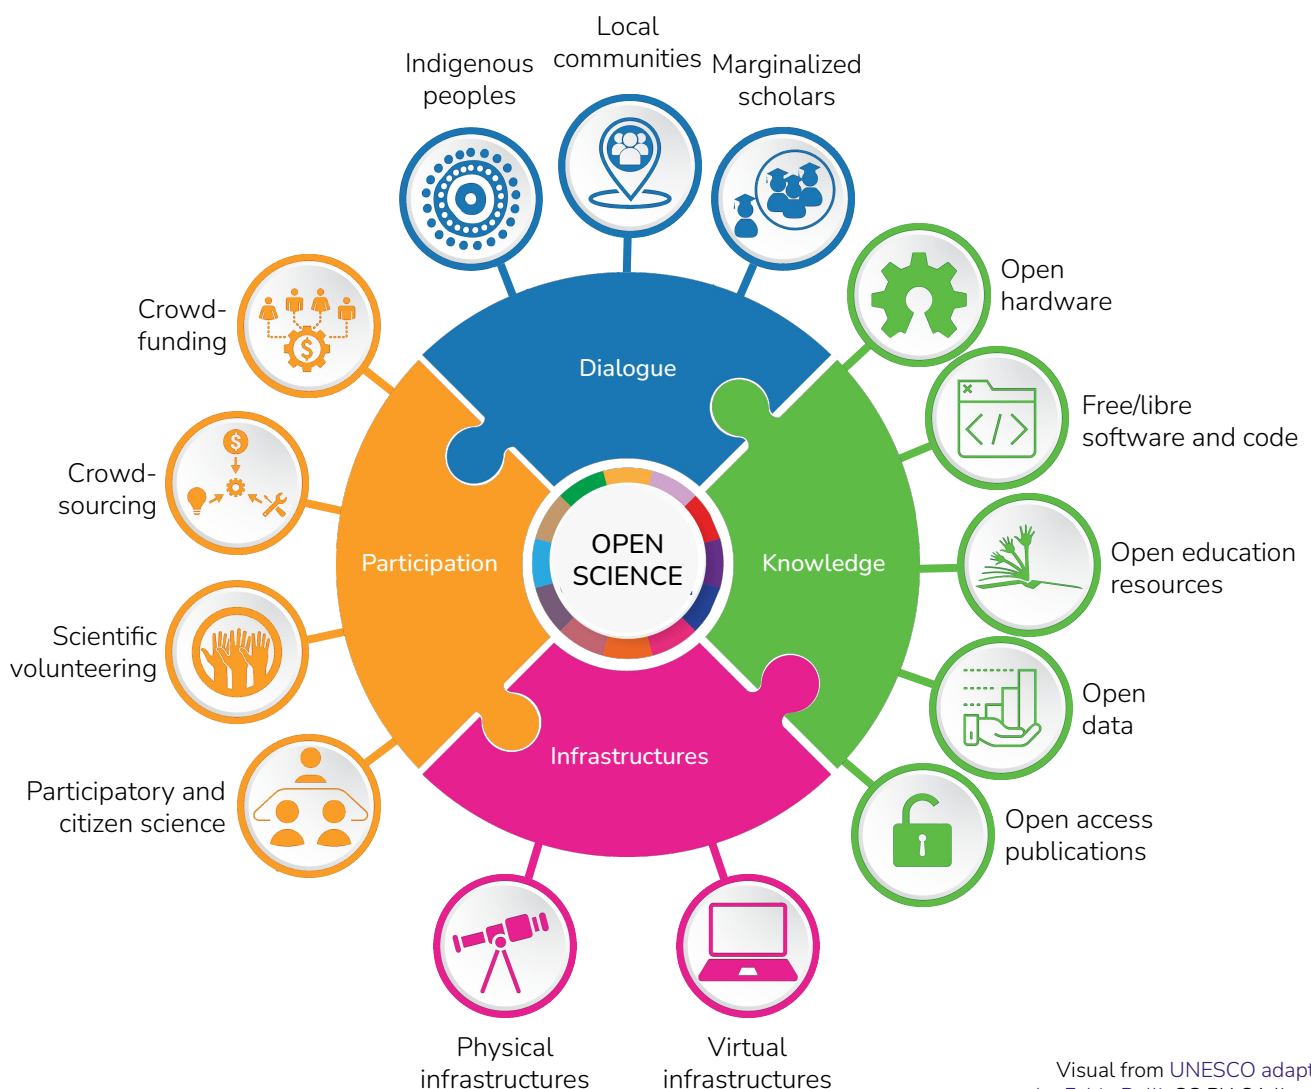 Local
communities
Indigenous
peoples
Marginalized
scholars
Open
hardware
Free/libre
software and code
Open education
resources
Open
data
Open access
publications
Crowd-
funding
Crowd-
sourcing
Scientific
volunteering
Participatory and
citizen science
Dialogue
Participation
OPEN
SCIENCE
Knowledge
Infrastructures
Physical
infrastructures
Virtual
infrastructures
$
$
</>
Visual from UNESCO adapt